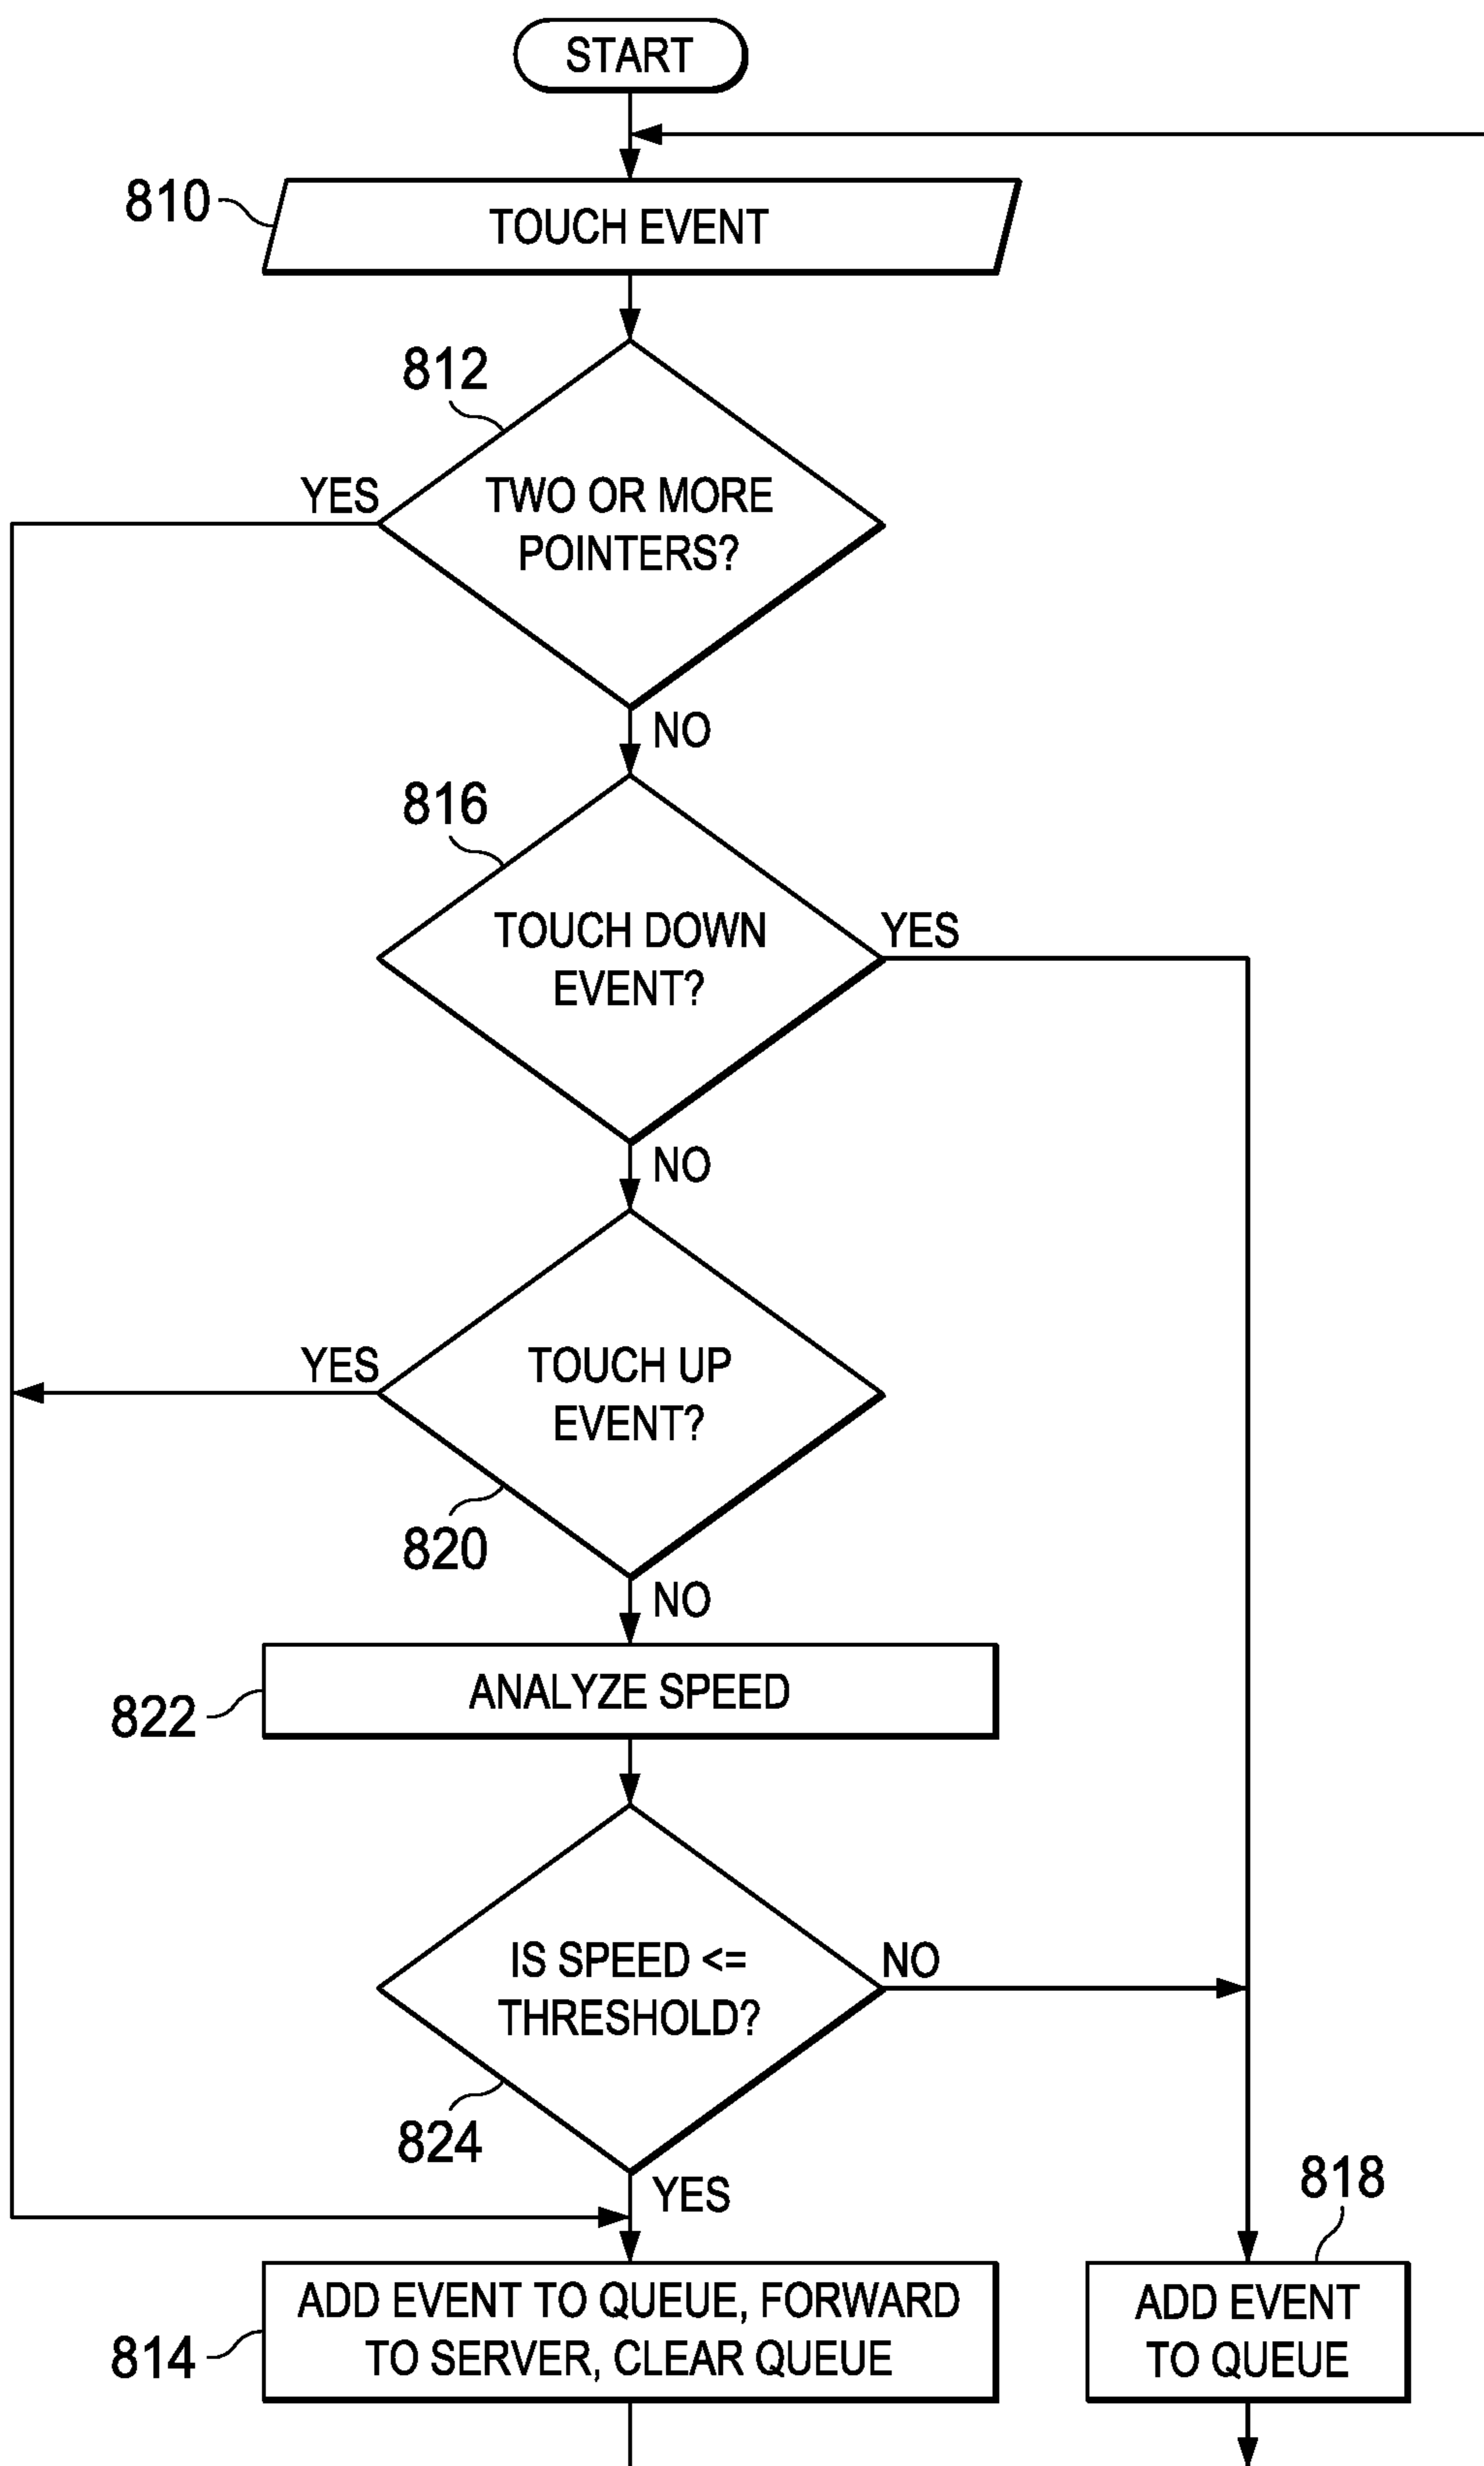 START
810
TOUCH EVENT
812
YES
TWO OR MORE
POINTERS?
NO
816
TOUCH DOWN
EVENT?
YES
NO
YES
TOUCH UP
EVENT?
820
NO
ANALYZE SPEED
822
IS SPEED <=
THRESHOLD?
NO
824
YES
818
ADD EVENT TO QUEUE, FORWARD
TO SERVER, CLEAR QUEUE
814
ADD EVENT
TO QUEUE